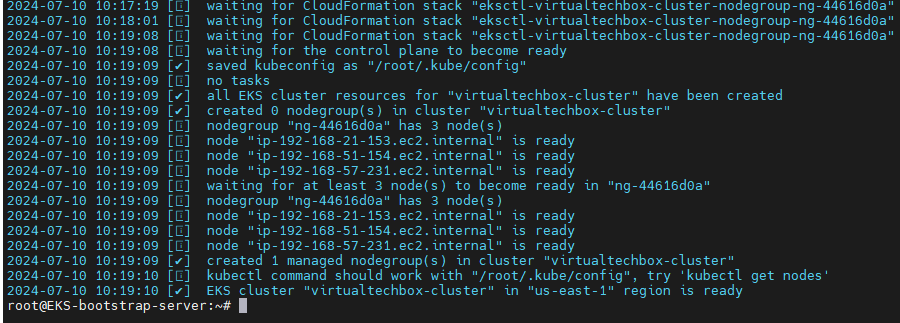 2024-07-10 10:17:19 [ℹ]  waiting for CloudFormation stack "eksctl-virtualtechbox-cluster-nodegroup-ng-44616d0a"
2024-07-10 10:18:01 [ℹ]  waiting for CloudFormation stack "eksctl-virtualtechbox-cluster-nodegroup-ng-44616d0a"
2024-07-10 10:19:08 [ℹ]  waiting for CloudFormation stack "eksctl-virtualtechbox-cluster-nodegroup-ng-44616d0a"
2024-07-10 10:19:08 [ℹ]  waiting for the control plane to become ready
2024-07-10 10:19:09 [✔]  saved kubeconfig as "/root/.kube/config"
2024-07-10 10:19:09 [ℹ]  no tasks
2024-07-10 10:19:09 [✔]  all EKS cluster resources for "virtualtechbox-cluster" have been created
2024-07-10 10:19:09 [✔]  created 0 nodegroup(s) in cluster "virtualtechbox-cluster"
2024-07-10 10:19:09 [ℹ]  nodegroup "ng-44616d0a" has 3 node(s)
2024-07-10 10:19:09 [ℹ]  node "ip-192-168-21-153.ec2.internal" is ready
2024-07-10 10:19:09 [ℹ]  node "ip-192-168-51-154.ec2.internal" is ready
2024-07-10 10:19:09 [ℹ]  node "ip-192-168-57-231.ec2.internal" is ready
2024-07-10 10:19:09 [ℹ]  waiting for at least 3 node(s) to become ready in "ng-44616d0a"
2024-07-10 10:19:09 [ℹ]  nodegroup "ng-44616d0a" has 3 node(s)
2024-07-10 10:19:09 [ℹ]  node "ip-192-168-21-153.ec2.internal" is ready
2024-07-10 10:19:09 [ℹ]  node "ip-192-168-51-154.ec2.internal" is ready
2024-07-10 10:19:09 [ℹ]  node "ip-192-168-57-231.ec2.internal" is ready
2024-07-10 10:19:09 [✔]  created 1 managed nodegroup(s) in cluster "virtualtechbox-cluster"
2024-07-10 10:19:10 [ℹ]  kubectl command should work with "/root/.kube/config", try 'kubectl get nodes'
2024-07-10 10:19:10 [✔]  EKS cluster "virtualtechbox-cluster" in "us-east-1" region is ready
root@EKS-bootstrap-server:~#